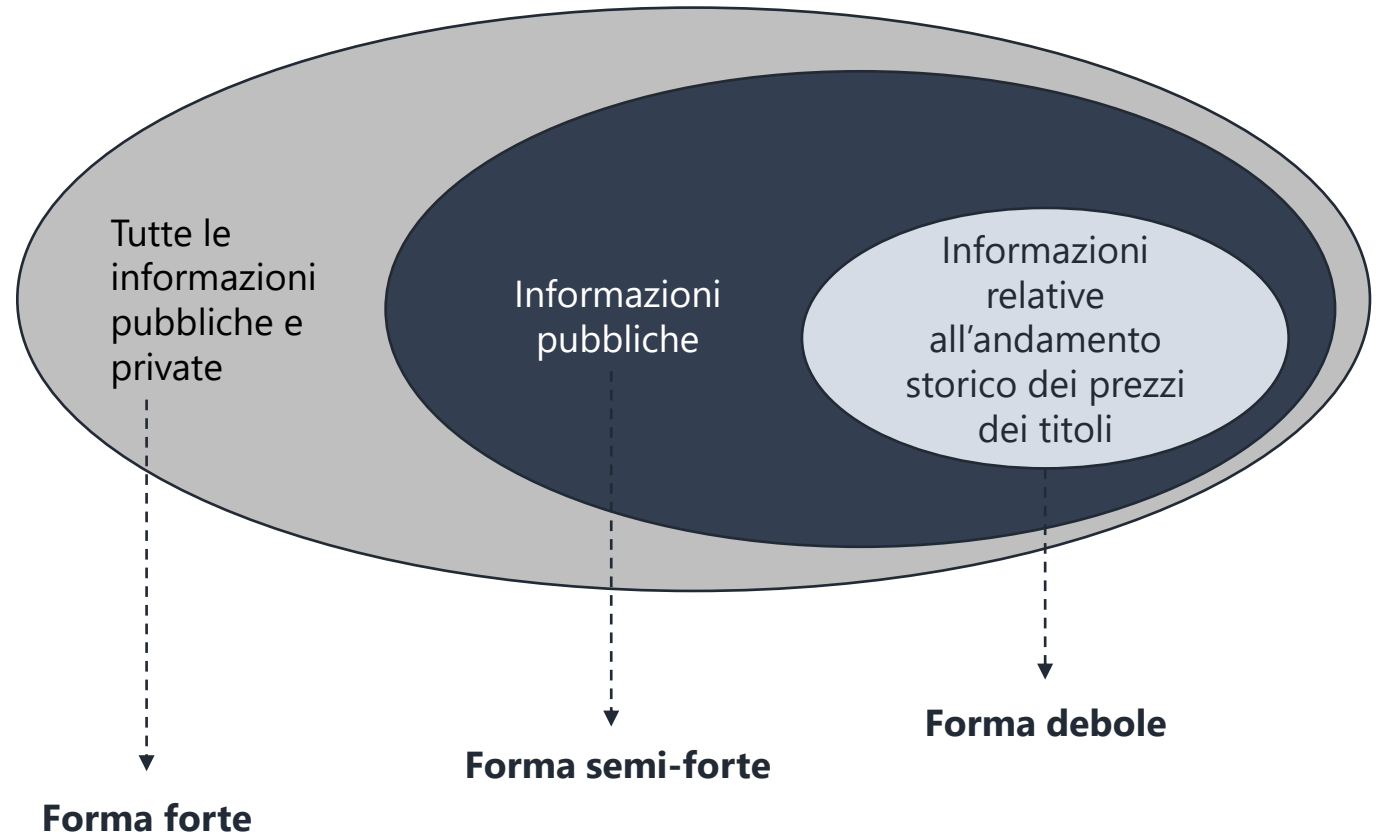 Tutte le
informazioni
pubbliche e
private
Informazioni
pubbliche
Informazioni
relative
all’andamento
storico dei prezzi
dei titoli
Forma debole
Forma semi-forte
Forma forte